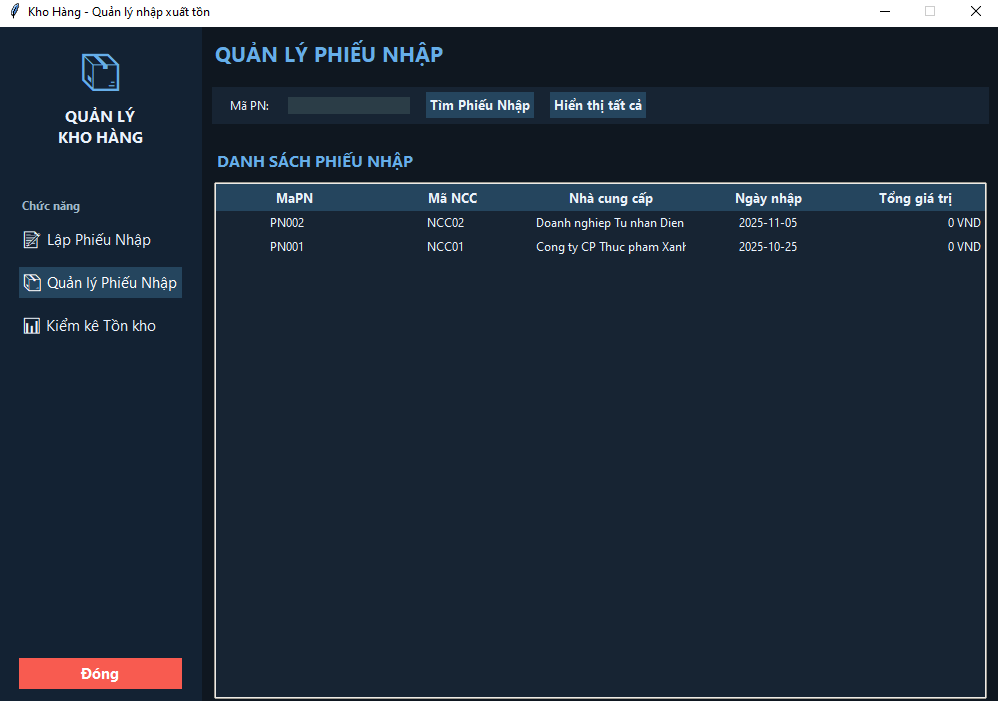 Kho Hàng - Quản lý nhập xuất tồn
QUẢN LÝ
KHO HÀNG
Chức năng
Lập Phiếu Nhập
Quản lý Phiếu Nhập
Kiểm kê Tồn kho
Đóng
QUẢN LÝ PHIẾU NHẬP
Mã PN: Tìm Phiếu Nhập Hiển thị tất cả
DANH SÁCH PHIẾU NHẬP
MaPN Mã NCC Nhà cung cấp Ngày nhập Tổng giá trị
PN002 NCC02 Doanh nghiep Tu nhan Dien 2025-11-05 0 VND
PN001 NCC01 Cong ty CP Thuc pham Xanh 2025-10-25 0 VND